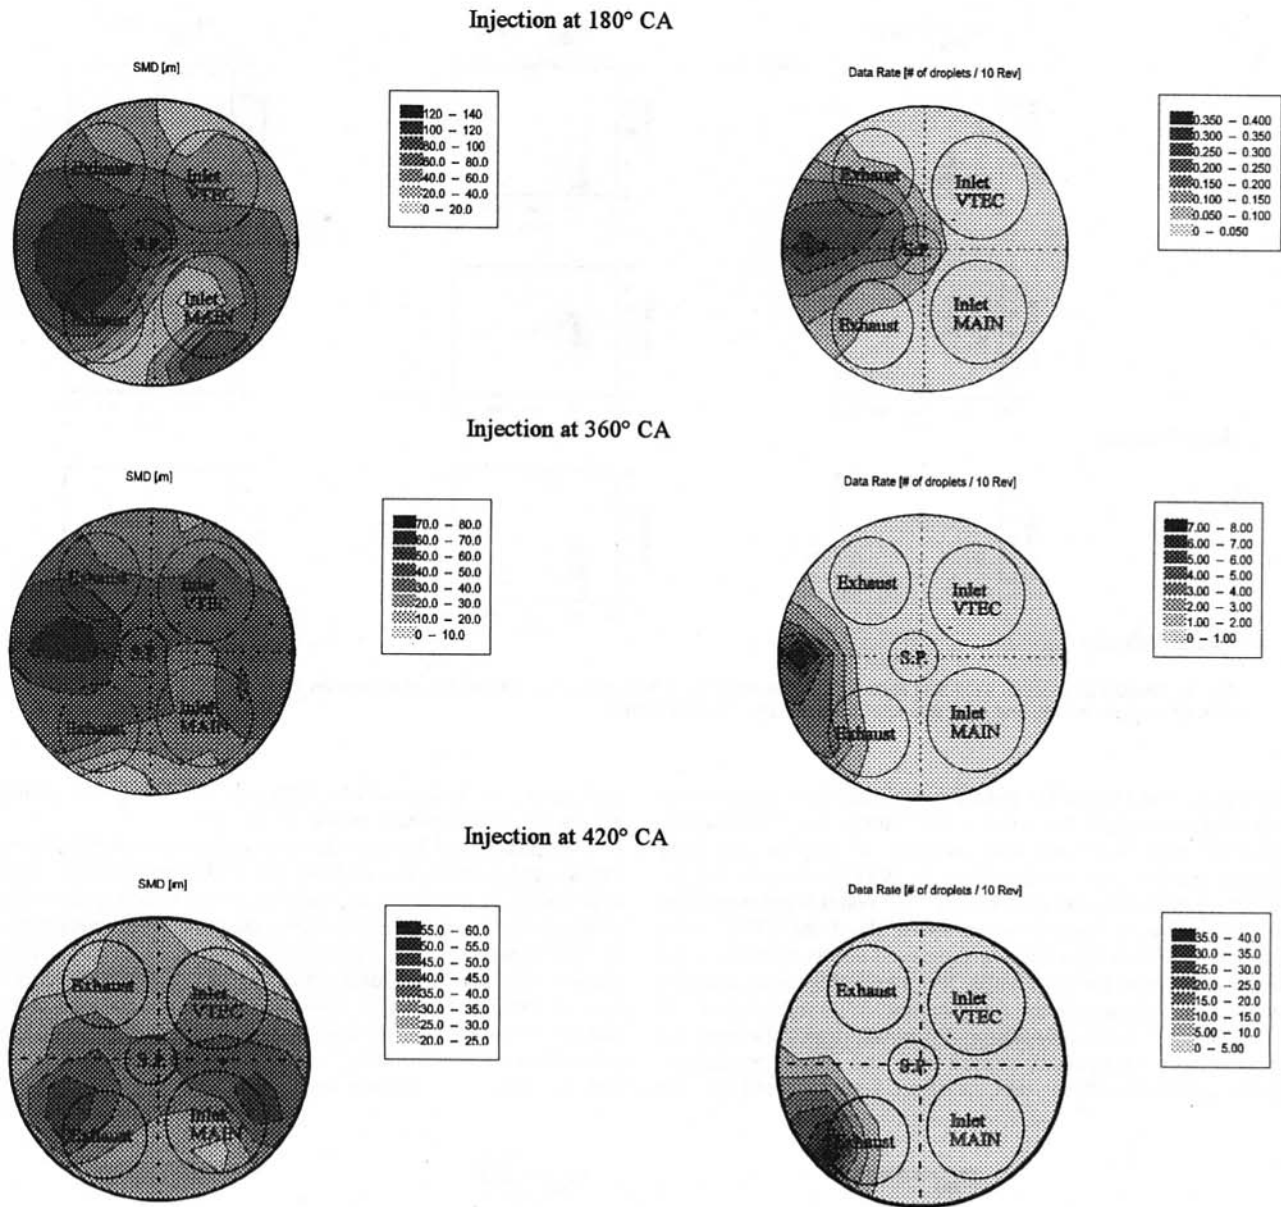 Injection at 180° CA
SMD [µm]
Exhaust
Inlet
VTEC
S.P.
Exhaust
Inlet
MAIN
120 - 140
100 - 120
80.0 - 100
60.0 - 80.0
40.0 - 60.0
20.0 - 40.0
0 - 20.0
Data Rate [# of droplets / 10 Rev]
Exhaust
Inlet
VTEC
S.P.
Exhaust
Inlet
MAIN
0.350 - 0.400
0.300 - 0.350
0.250 - 0.300
0.200 - 0.250
0.150 - 0.200
0.100 - 0.150
0.050 - 0.100
0 - 0.050
Injection at 360° CA
SMD [µm]
Exhaust
Inlet
VTEC
S.P.
Exhaust
Inlet
MAIN
70.0 - 80.0
60.0 - 70.0
50.0 - 60.0
40.0 - 50.0
30.0 - 40.0
20.0 - 30.0
10.0 - 20.0
0 - 10.0
Data Rate [# of droplets / 10 Rev]
Exhaust
Inlet
VTEC
S.P.
Exhaust
Inlet
MAIN
7.00 - 8.00
6.00 - 7.00
5.00 - 6.00
4.00 - 5.00
3.00 - 4.00
2.00 - 3.00
1.00 - 2.00
0 - 1.00
Injection at 420° CA
SMD [µm]
Exhaust
Inlet
VTEC
S.P.
Exhaust
Inlet
MAIN
55.0 - 60.0
50.0 - 55.0
45.0 - 50.0
40.0 - 45.0
35.0 - 40.0
30.0 - 35.0
25.0 - 30.0
20.0 - 25.0
Data Rate [# of droplets / 10 Rev]
Exhaust
Inlet
VTEC
S.P.
Exhaust
Inlet
MAIN
35.0 - 40.0
30.0 - 35.0
25.0 - 30.0
20.0 - 25.0
15.0 - 20.0
10.0 - 15.0
5.00 - 10.0
0 - 5.00